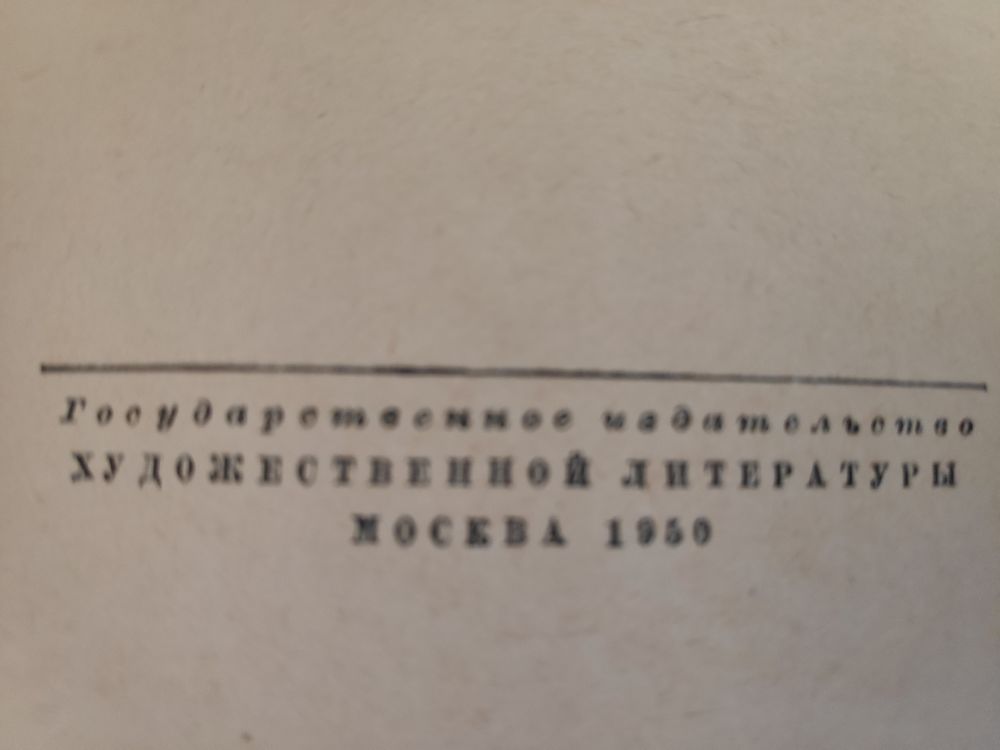 Государственное издательство
ХУДОЖЕСТВЕННОЙ ЛИТЕРАТУРЫ
МОСКВА 1950